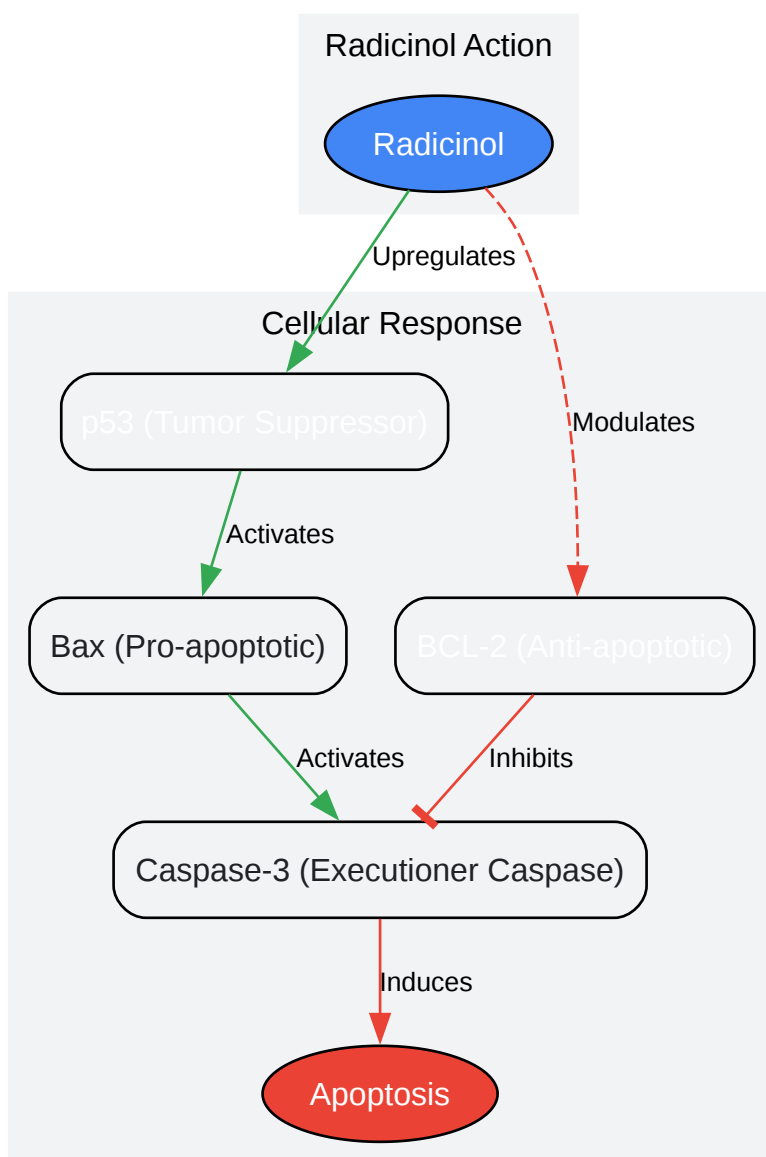 Radicinol Action
Radicinol
Upregulates
Cellular Response
p53 (Tumor Suppressor)
Modulates
Activates
Bax (Pro-apoptotic)
BCL-2 (Anti-apoptotic)
Activates
Inhibits
Caspase-3 (Executioner Caspase)
Induces
Apoptosis